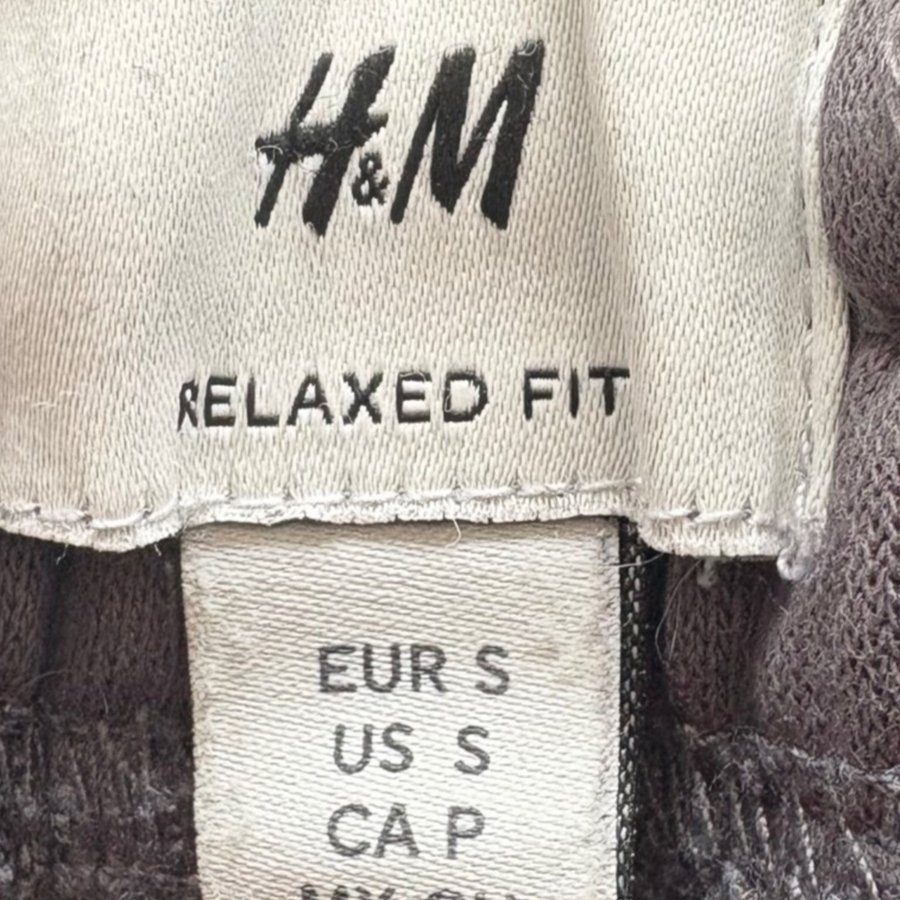 H&M
RELAXED FIT
EUR S
US S
CA P